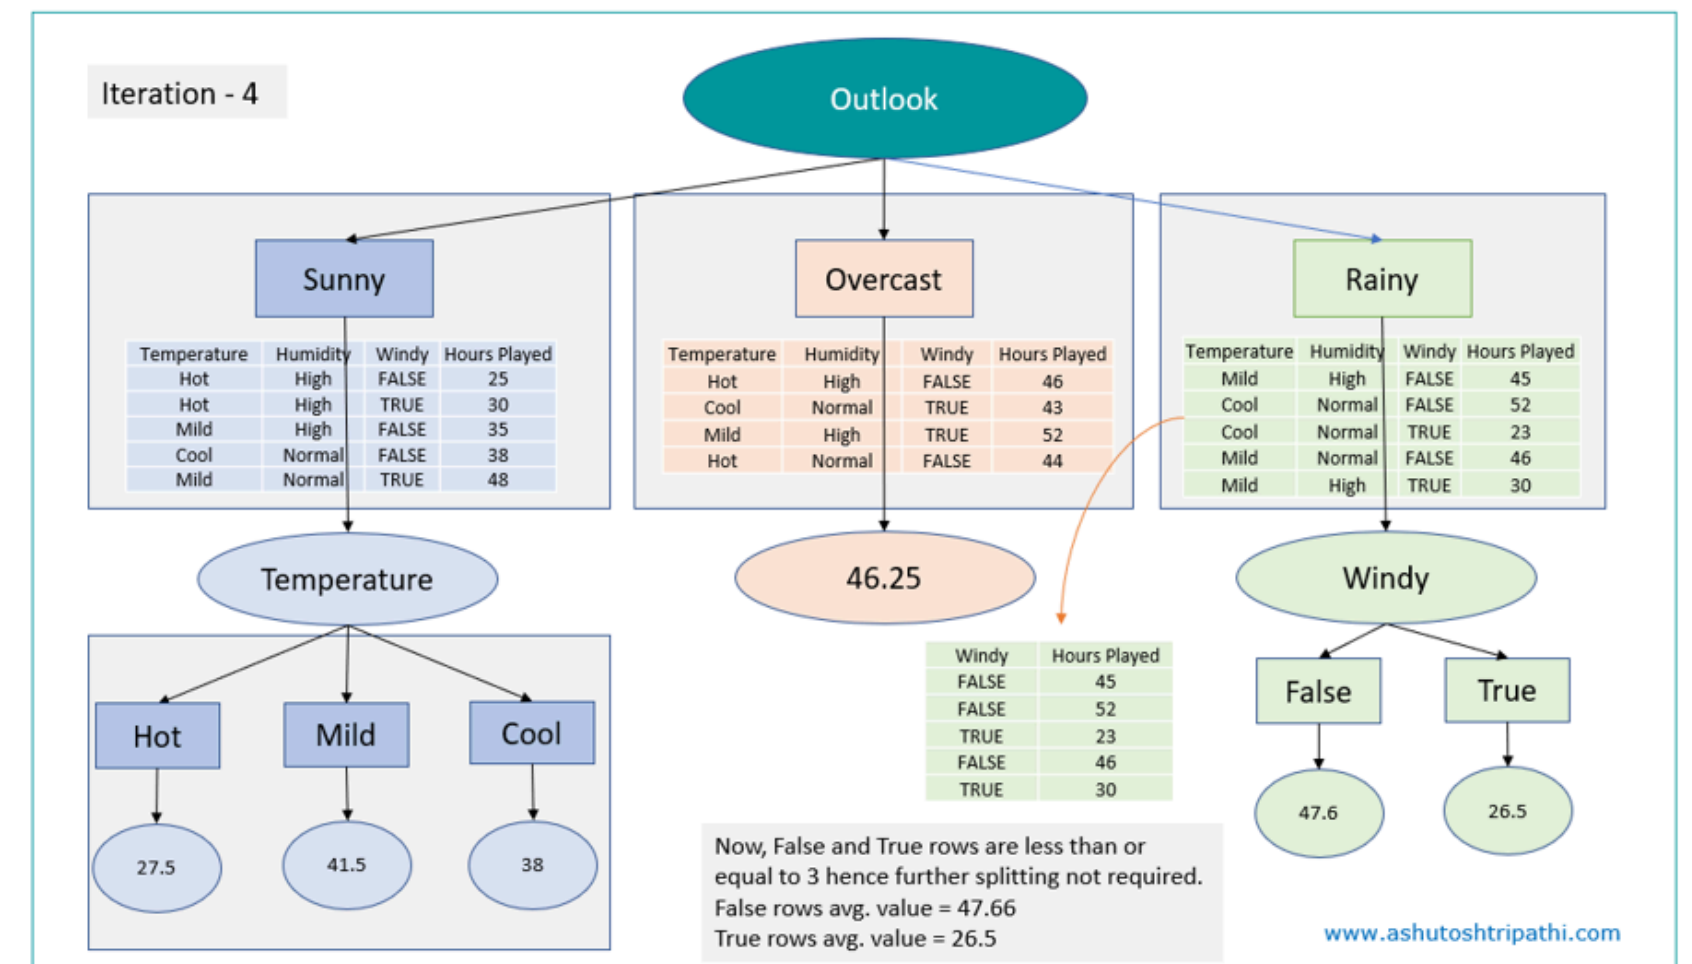 Iteration - 4
Outlook
Sunny
Temperature Humidity Windy Hours Played
Hot High FALSE 25
Hot High TRUE 30
Mild High FALSE 35
Cool Normal FALSE 38
Mild Normal TRUE 48
Overcast
Temperature Humidity Windy Hours Played
Hot High FALSE 46
Cool Normal TRUE 43
Mild High TRUE 52
Hot Normal FALSE 44
Rainy
Temperature Humidity Windy Hours Played
Mild High FALSE 45
Cool Normal FALSE 52
Cool Normal TRUE 23
Mild Normal FALSE 46
Mild High TRUE 30
Temperature
46.25
Windy
Hot
Mild
Cool
27.5
41.5
38
Windy Hours Played
FALSE 45
FALSE 52
TRUE 23
FALSE 46
TRUE 30
False
True
47.6
26.5
Now, False and True rows are less than or
equal to 3 hence further splitting not required.
False rows avg. value = 47.66
True rows avg. value = 26.5
www.ashutoshtripathi.com